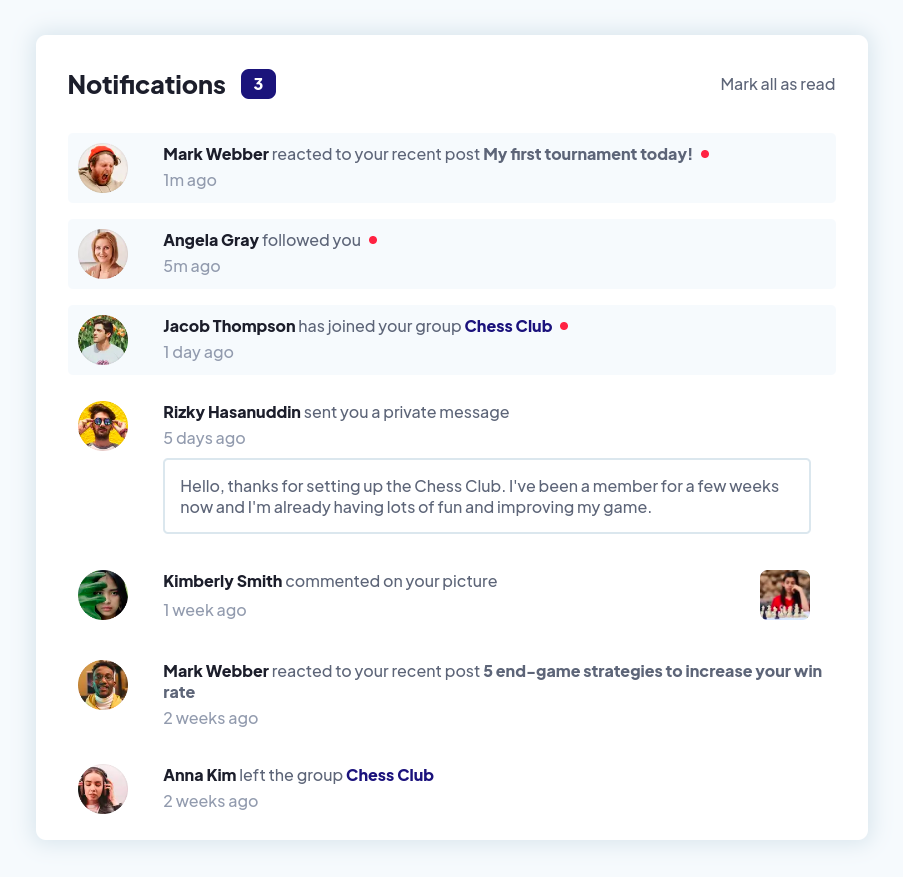 Notifications 3 Mark all as read
Mark Webber reacted to your recent post My first tournament today!
1m ago
Angela Gray followed you
5m ago
Jacob Thompson has joined your group Chess Club
1 day ago
Rizky Hasanuddin sent you a private message
5 days ago
Hello, thanks for setting up the Chess Club. I've been a member for a few weeks
now and I'm already having lots of fun and improving my game.
Kimberly Smith commented on your picture
1 week ago
Mark Webber reacted to your recent post 5 end-game strategies to increase your win
rate
2 weeks ago
Anna Kim left the group Chess Club
2 weeks ago